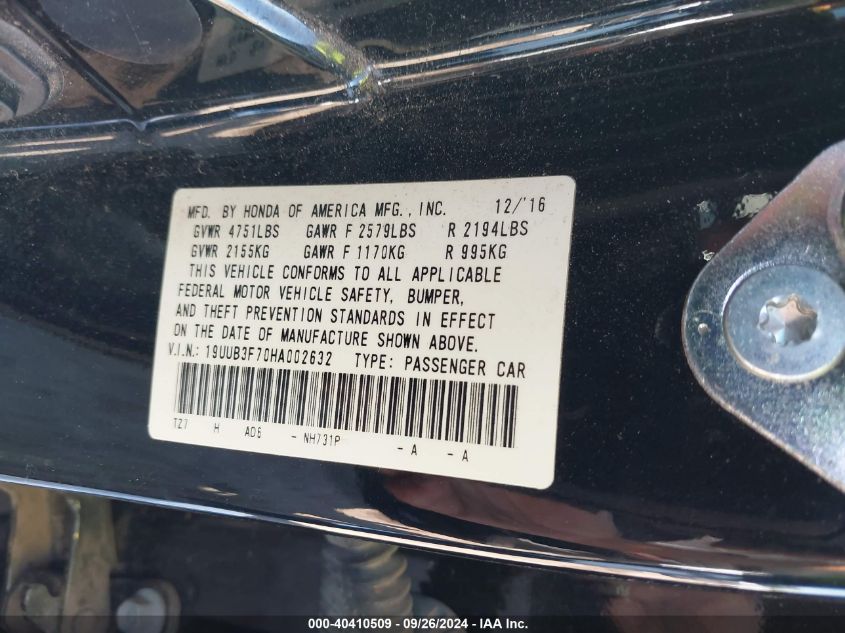 MFD. BY HONDA OF AMERICA MFG., INC. 12/'16
GVWR 4751LBS GAWR F 2579LBS R 2194LBS
GVWR 2155KG GAWR F 1170KG R 995KG
THIS VEHICLE CONFORMS TO ALL APPLICABLE
FEDERAL MOTOR VEHICLE SAFETY, BUMPER,
AND THEFT PREVENTION STANDARDS IN EFFECT
ON THE DATE OF MANUFACTURE SHOWN ABOVE.
V.I.N.: 19UUB3F70HA002632 TYPE: PASSENGER CAR
TZ7 H AD6 - NH731P - A - A
000-40410509 - 09/26/2024 - IAA Inc.